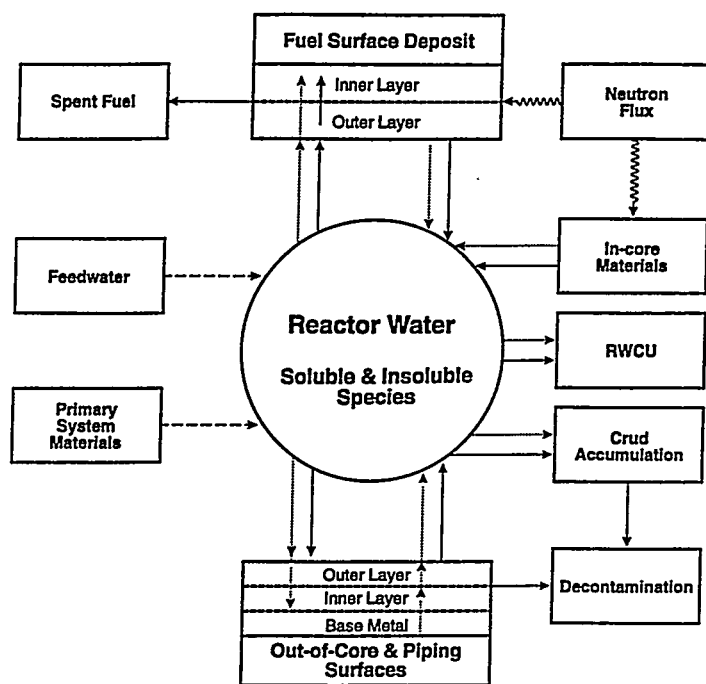 Fuel Surface Deposit
Inner Layer
Outer Layer
Spent Fuel
Neutron
Flux
Feedwater
In-core
Materials
Reactor Water
Soluble & Insoluble
Species
RWCU
Primary
System
Materials
Crud
Accumulation
Outer Layer
Inner Layer
Base Metal
Out-of-Core & Piping
Surfaces
Decontamination